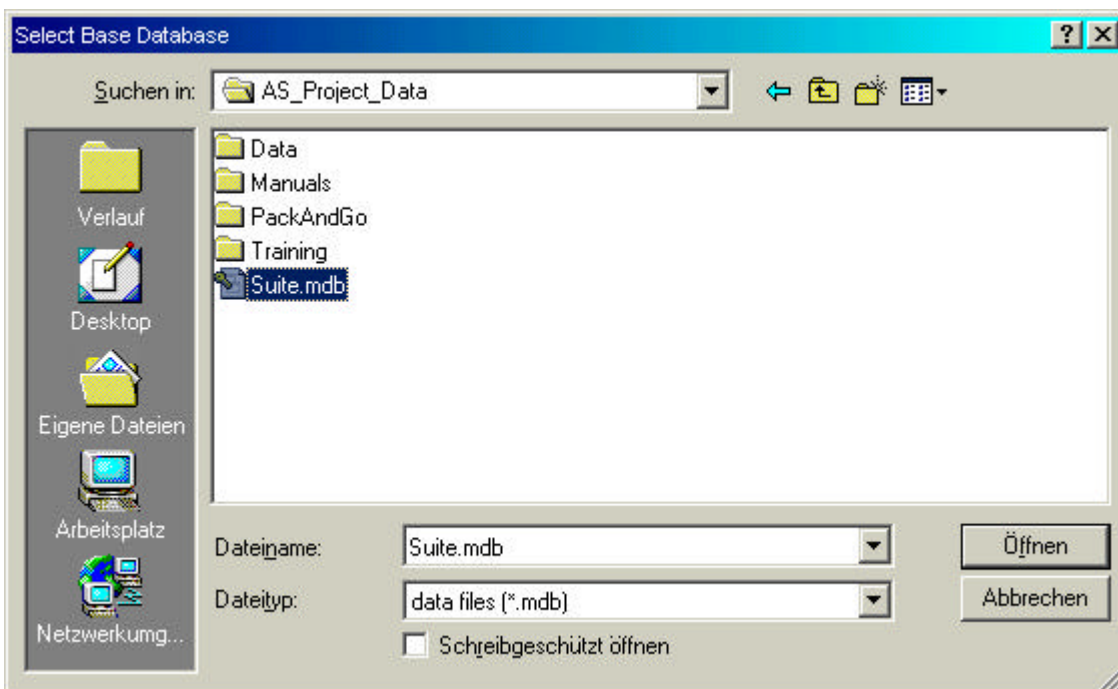 Select Base Database
Suchen in:
AS_Project_Data
Verlauf
Desktop
Eigene Dateien
Arbeitsplatz
Netzwerkumg...
Data
Manuals
PackAndGo
Training
Suite.mdb
Dateiname:
Suite.mdb
Öffnen
Dateityp:
data files (*.mdb)
Abbrechen
Schreibgeschützt öffnen